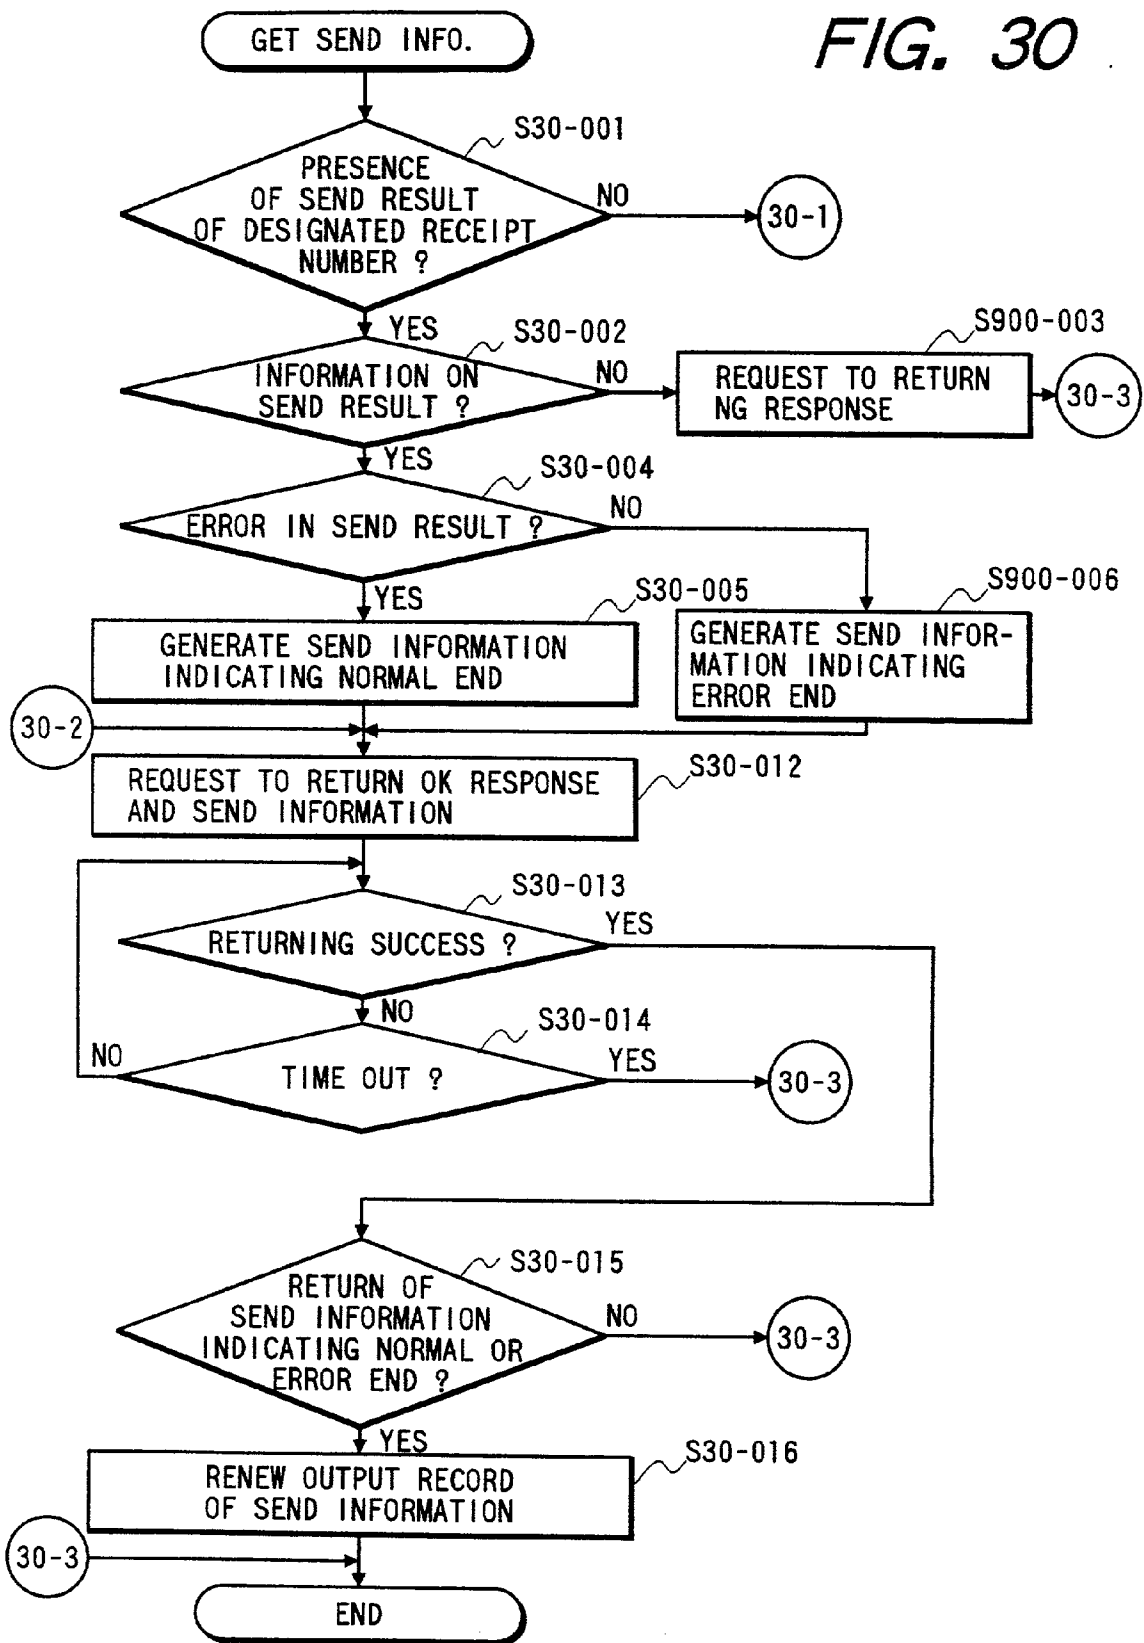 FIG. 30
GET SEND INFO.
S30-001
PRESENCE
OF SEND RESULT
OF DESIGNATED RECEIPT
NUMBER ?
NO
30-1
YES
S30-002
INFORMATION ON
SEND RESULT ?
NO
S900-003
REQUEST TO RETURN
NG RESPONSE
30-3
YES
S30-004
ERROR IN SEND RESULT ?
NO
YES
S30-005
GENERATE SEND INFORMATION
INDICATING NORMAL END
S900-006
GENERATE SEND INFOR-
MATION INDICATING
ERROR END
30-2
S30-012
REQUEST TO RETURN OK RESPONSE
AND SEND INFORMATION
S30-013
RETURNING SUCCESS ?
YES
NO
S30-014
NO
TIME OUT ?
YES
30-3
S30-015
RETURN OF
SEND INFORMATION
INDICATING NORMAL OR
ERROR END ?
NO
30-3
YES
S30-016
RENEW OUTPUT RECORD
OF SEND INFORMATION
30-3
END